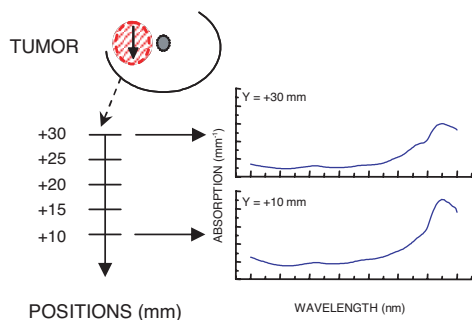 TUMOR
+30
+25
+20
+15
+10
POSITIONS (mm)
Y = +30 mm
Y = +10 mm
ABSORPTION (mm⁻¹)
WAVELENGTH (nm)